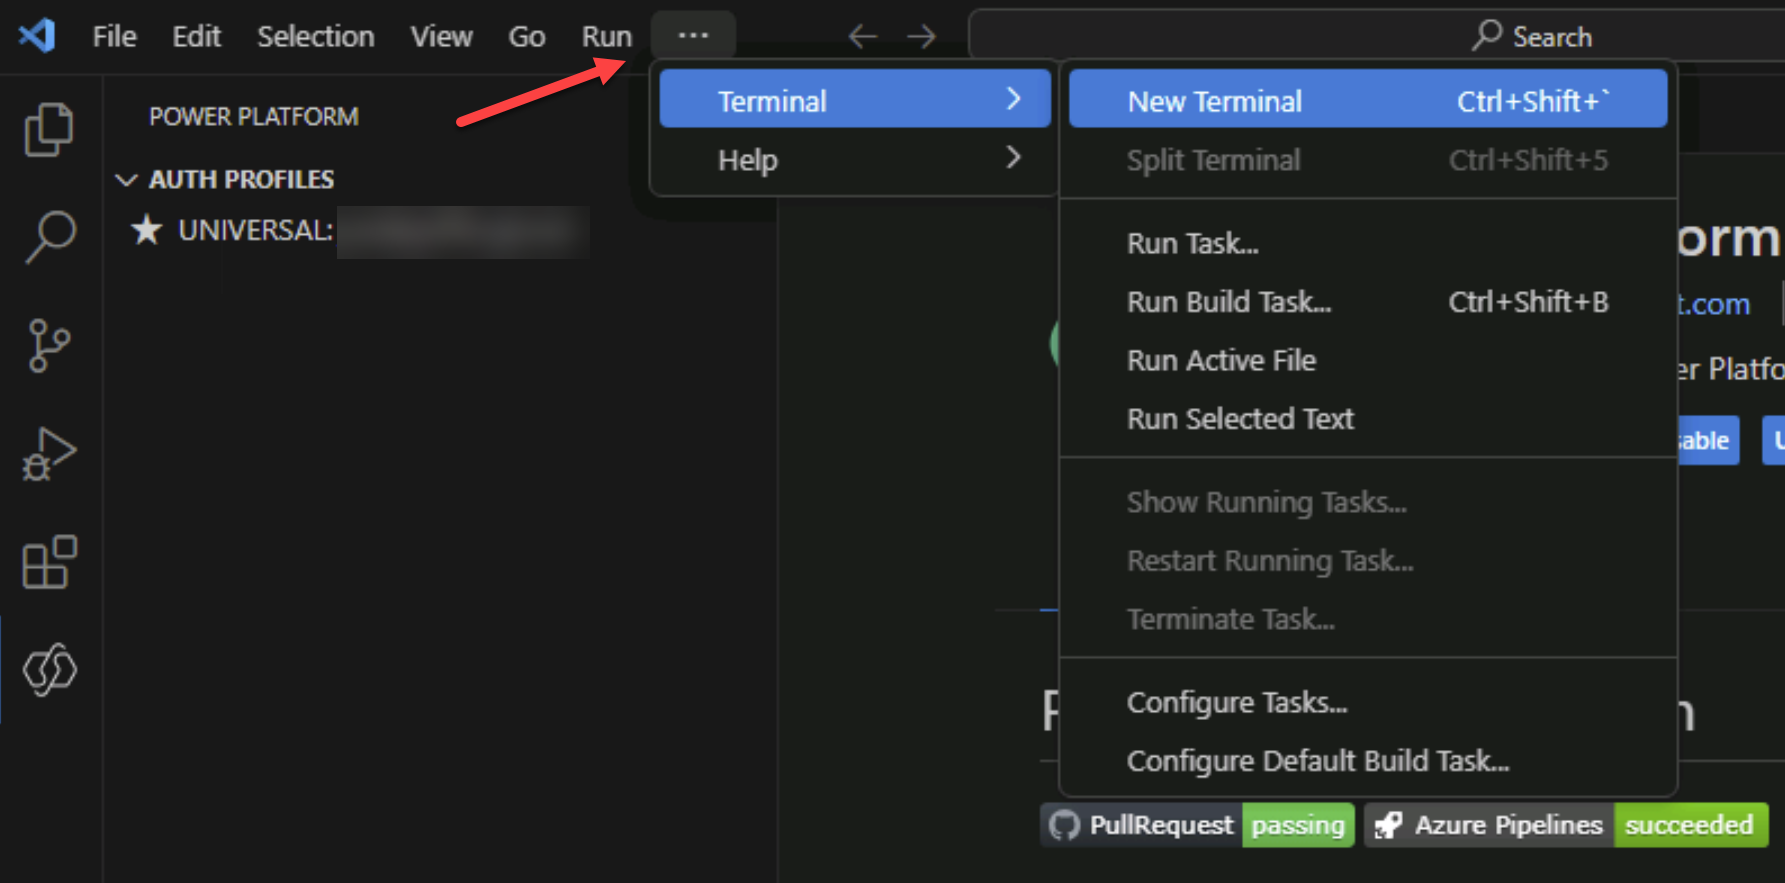 File Edit Selection View Go Run ... Search
POWER PLATFORM
AUTH PROFILES
UNIVERSAL:
Terminal
Help
New Terminal Ctrl+Shift+`
Split Terminal Ctrl+Shift+5
Run Task...
Run Build Task... Ctrl+Shift+B
Run Active File
Run Selected Text
Show Running Tasks...
Restart Running Task...
Terminate Task...
Configure Tasks...
Configure Default Build Task...
orm
t.com
er Platfo
able
PullRequest passing Azure Pipelines succeeded